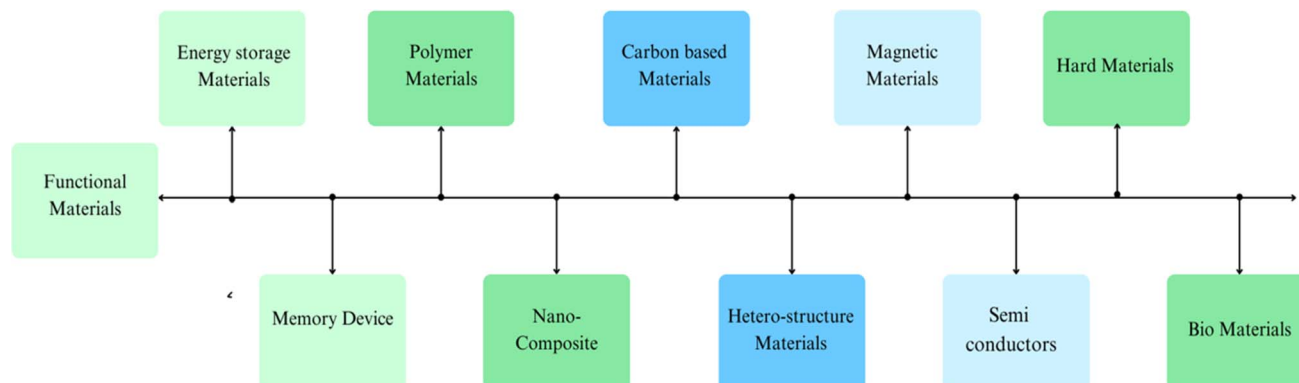 Energy storage
Materials
Polymer
Materials
Carbon based
Materials
Magnetic
Materials
Hard Materials
Functional
Materials
Memory Device
Nano-
Composite
Hetero-structure
Materials
Semi
conductors
Bio Materials